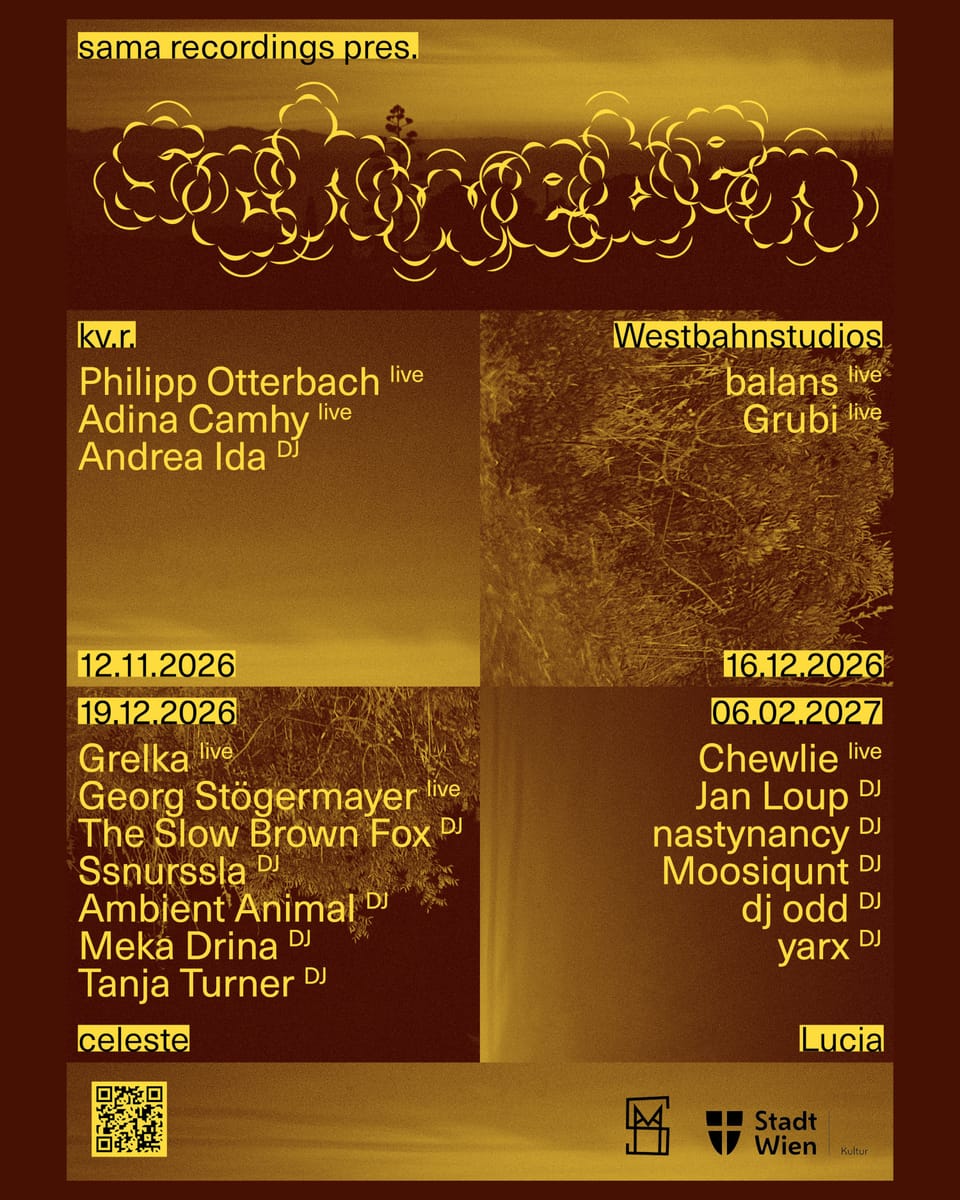 sama recordings pres.
Schweben
kv.r.
Philipp Otterbach live
Adina Camhy live
Andrea Ida DJ
12.11.2026
Westbahnstudios
balans live
Grubi live
16.12.2026
19.12.2026
Grelka live
Georg Stögermayer live
The Slow Brown Fox DJ
Ssnurssla DJ
Ambient Animal DJ
Meka Drina DJ
Tanja Turner DJ
celeste
06.02.2027
Chewlie live
Jan Loup DJ
nastynancy DJ
Moosiqunt DJ
dj odd DJ
yarx DJ
Lucia
Stadt
Wien
Kultur